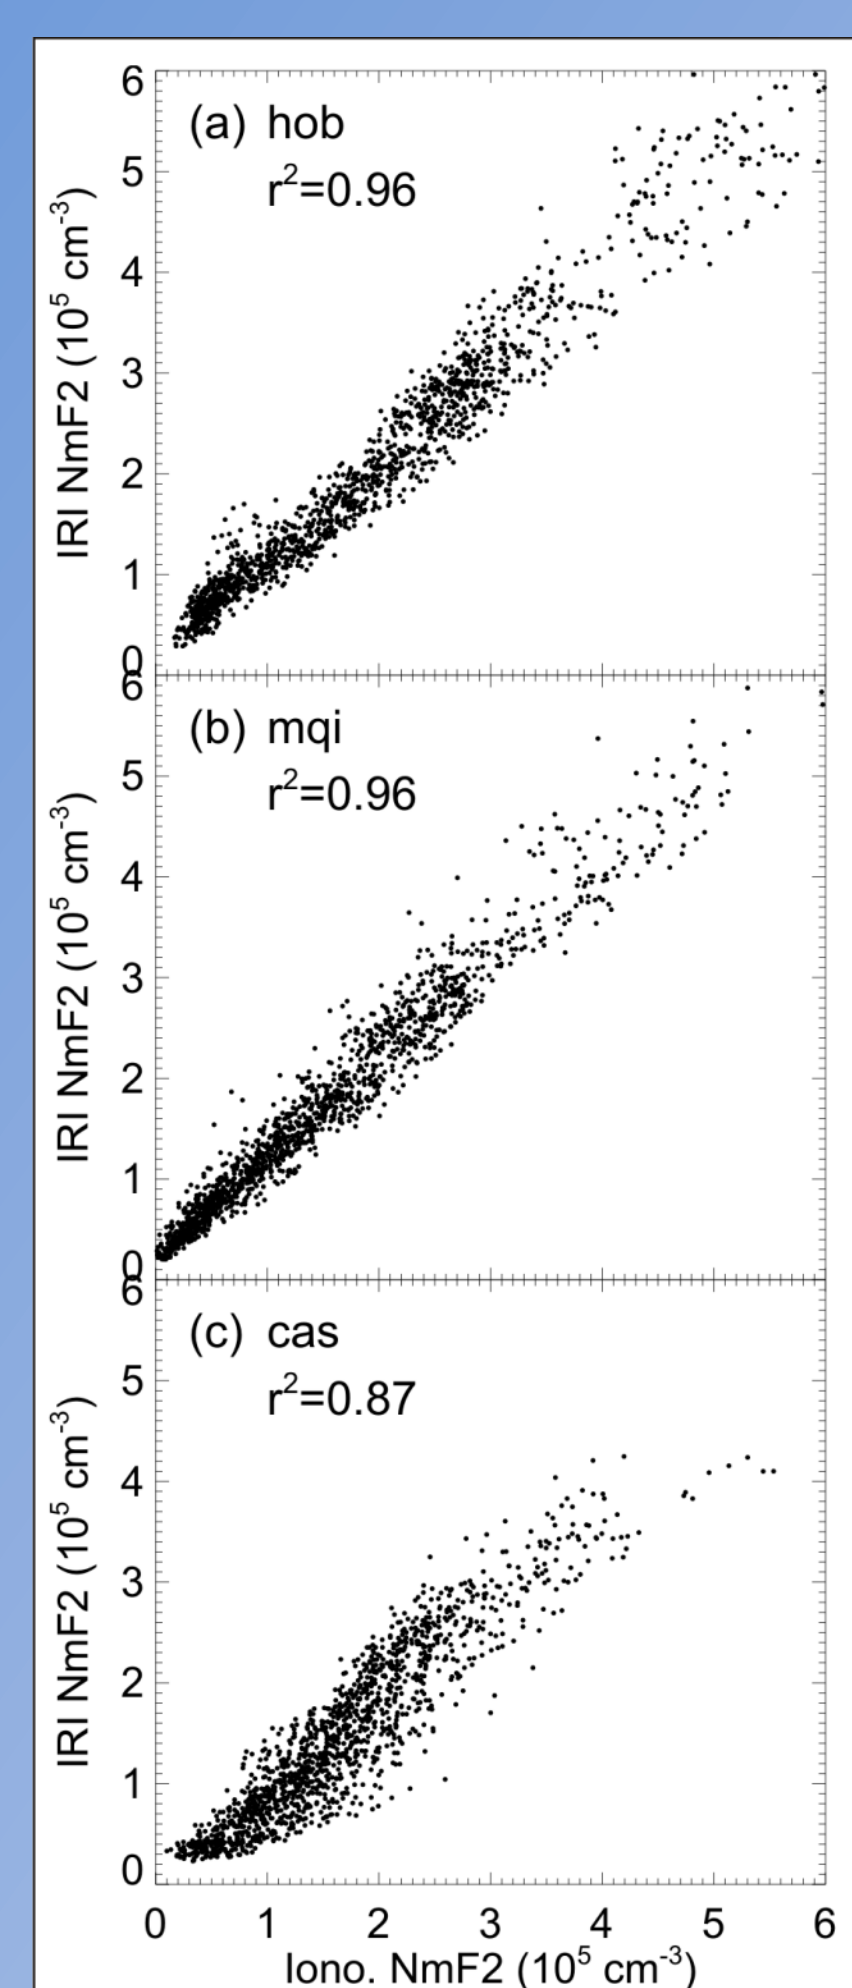 6
(a) hob
r²=0.96
5
4
3
2
1
0
IRI NmF2 (10⁵ cm⁻³)
6
(b) mqi
r²=0.96
5
4
3
2
1
0
IRI NmF2 (10⁵ cm⁻³)
6
(c) cas
r²=0.87
5
4
3
2
1
0
IRI NmF2 (10⁵ cm⁻³)
0 1 2 3 4 5 6
Iono. NmF2 (10⁵ cm⁻³)